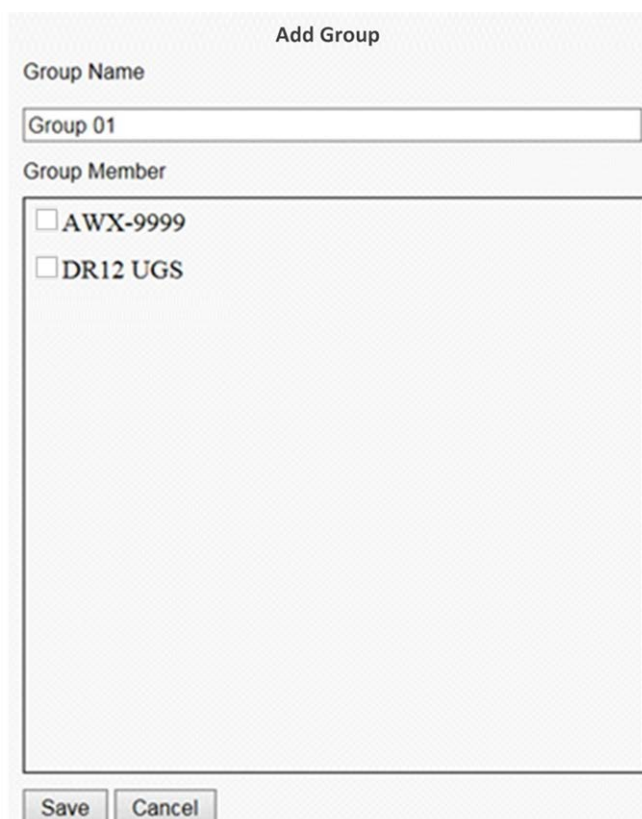 Add Group
Group Name
Group 01
Group Member
AWX-9999
DR12 UGS
Save Cancel